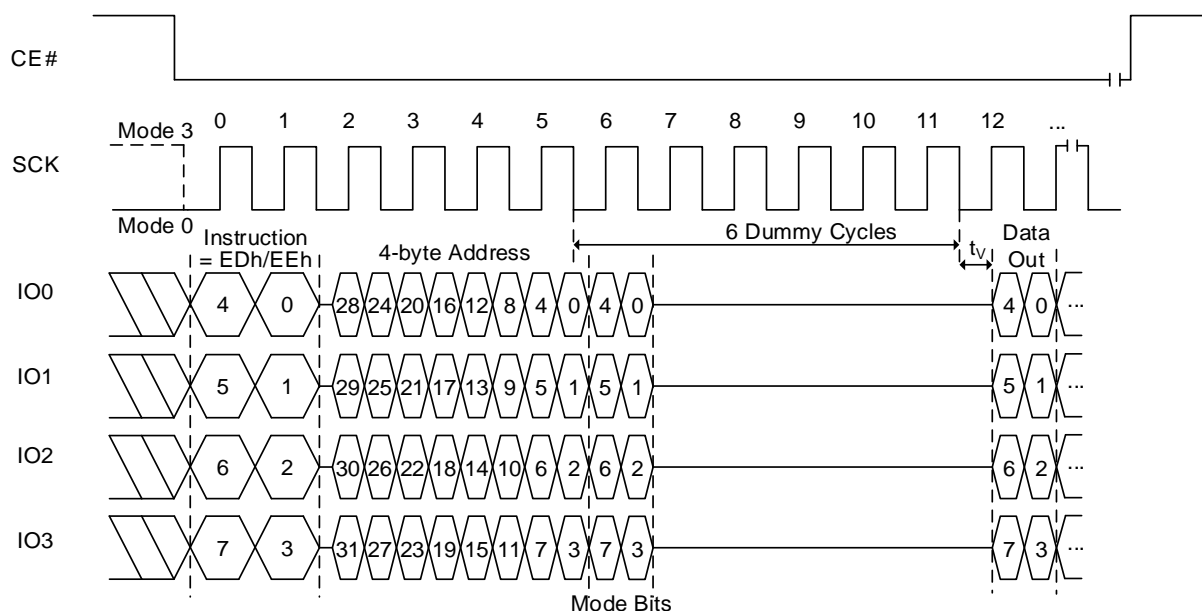 CE#
0 1 2 3 4 5 6 7 8 9 10 11 12 ...
Mode 3
SCK
Mode 0
Instruction
= EDh/EEh
4-byte Address
6 Dummy Cycles
tV
Data
Out
IO0 4 0 28 24 20 16 12 8 4 0 4 0 4 0 ...
IO1 5 1 29 25 21 17 13 9 5 1 5 1 5 1 ...
IO2 6 2 30 26 22 18 14 10 6 2 6 2 6 2 ...
IO3 7 3 31 27 23 19 15 11 7 3 7 3 7 3 ...
Mode Bits